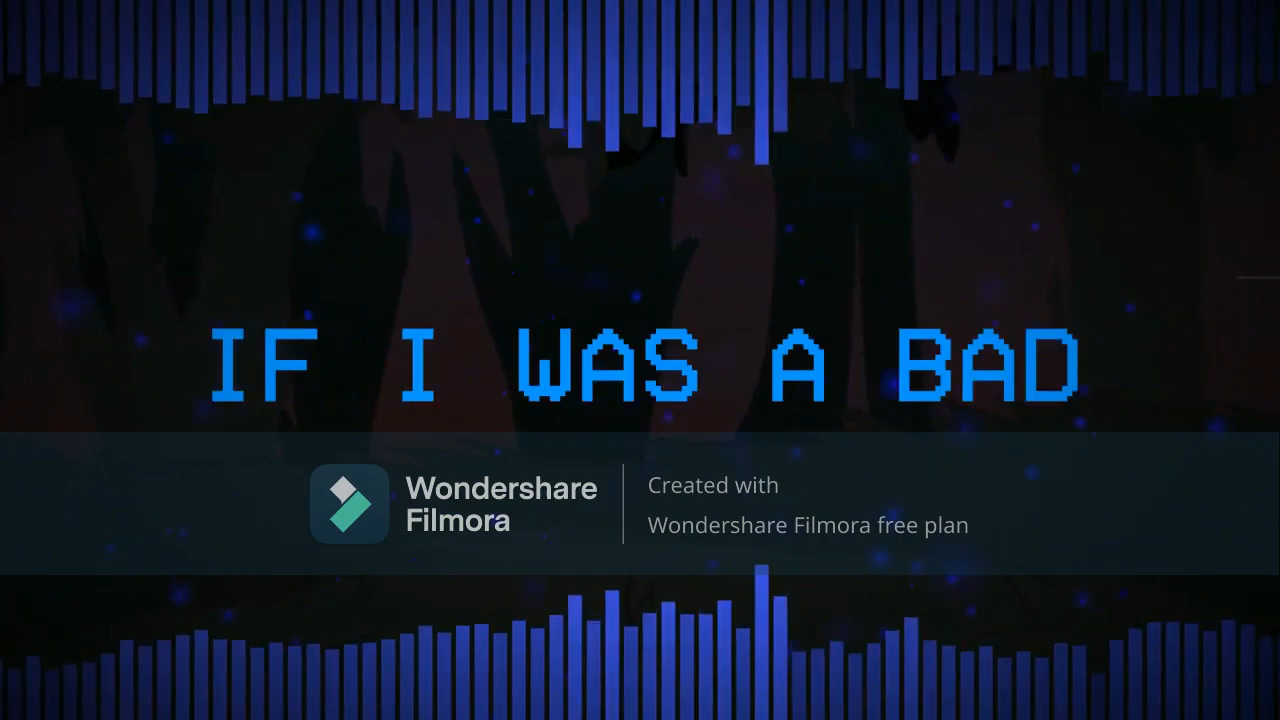 IF I WAS A BAD
Wondershare
Filmora
Created with
Wondershare Filmora free plan